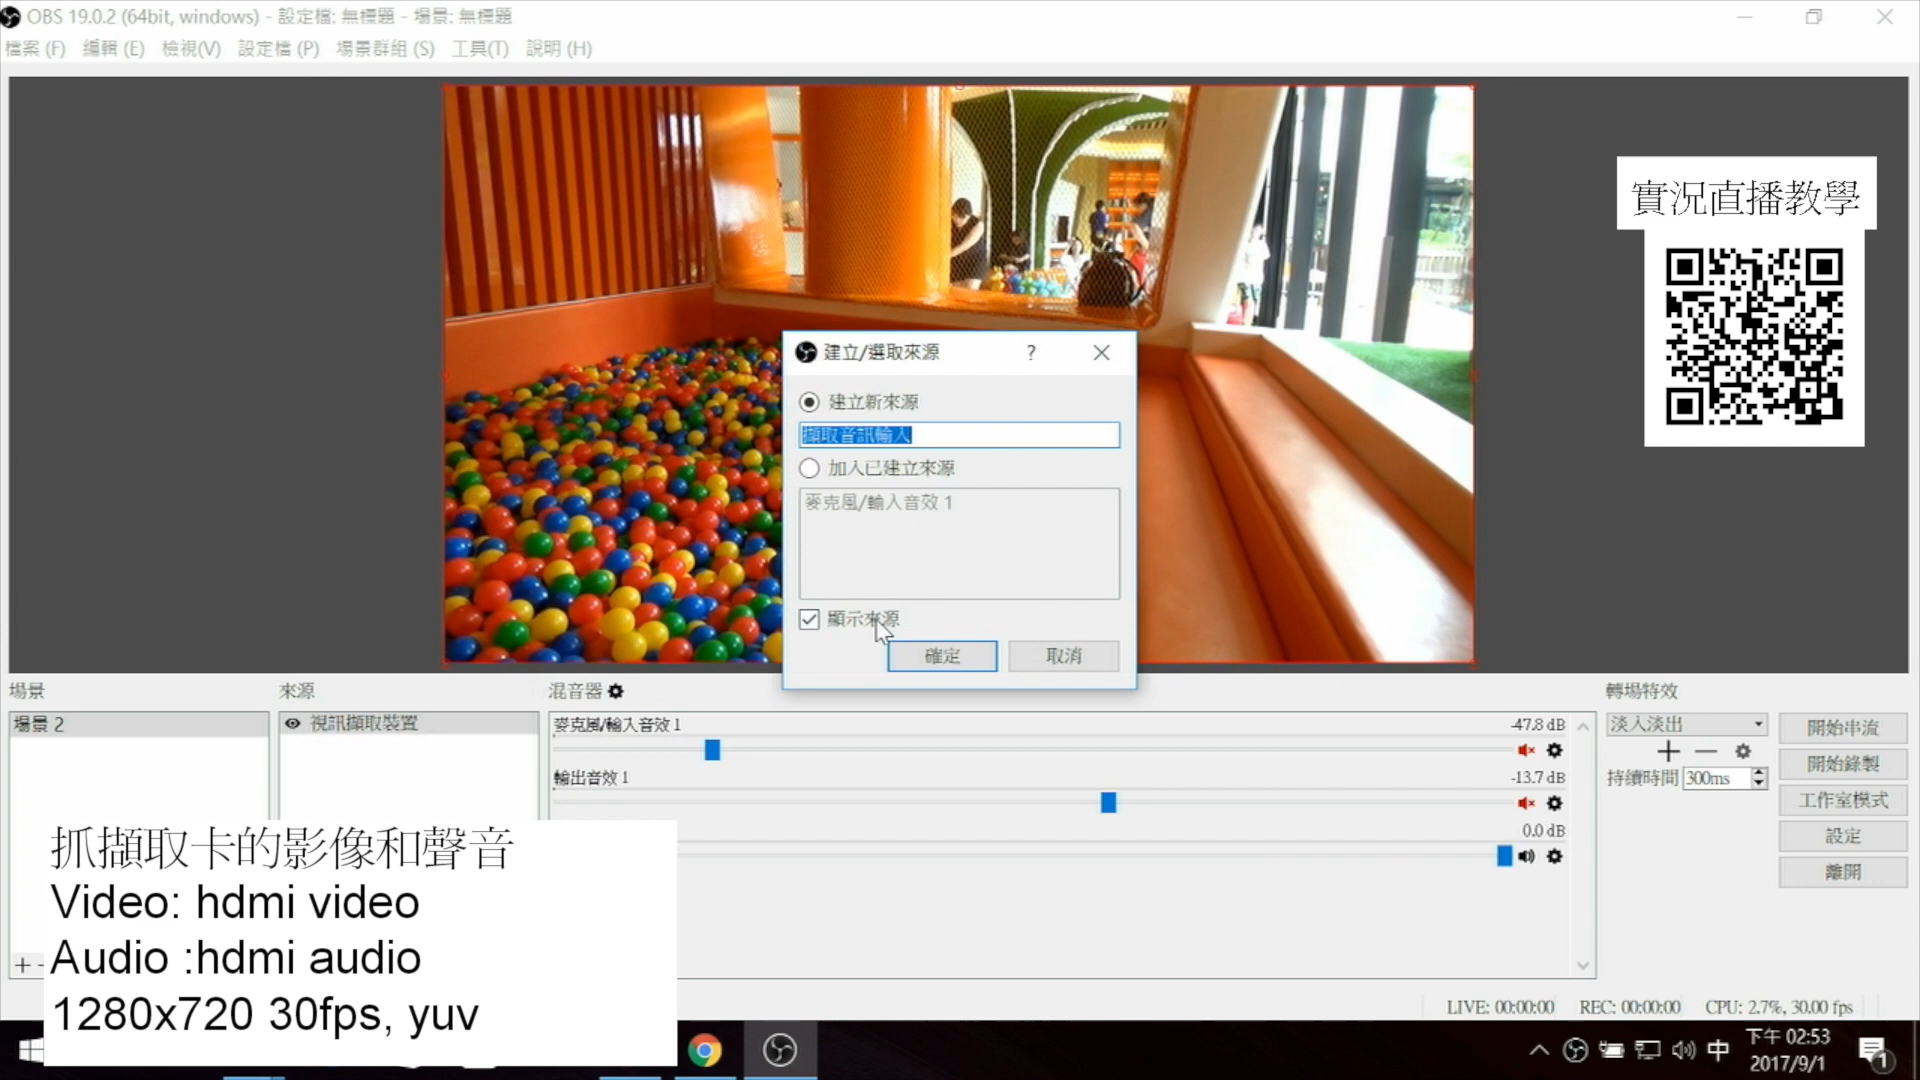 OBS 19.0.2 (64bit, windows) - 設定檔: 無標題 - 場景: 無標題
檔案 (F) 編輯 (E) 檢視(V) 設定檔 (P) 場景群組 (S) 工具(T) 說明 (H)
實況直播教學
建立/選取來源 ?
建立新來源
擷取音訊輸入
加入已建立來源
麥克風/輸入音效 1
顯示來源
確定 取消
場景 來源 混音器 轉場特效
場景 2
視訊擷取裝置
麥克風/輸入音效 1 -47.8 dB
輸出音效 1 -13.7 dB
0.0 dB
淡入淡出
持續時間 300ms
開始串流
開始錄製
工作室模式
設定
離開
抓擷取卡的影像和聲音
Video: hdmi video
Audio :hdmi audio
1280x720 30fps, yuv
LIVE: 00:00:00 REC: 00:00:00 CPU: 2.7%, 30.00 fps
中
下午 02:53
2017/9/1
1